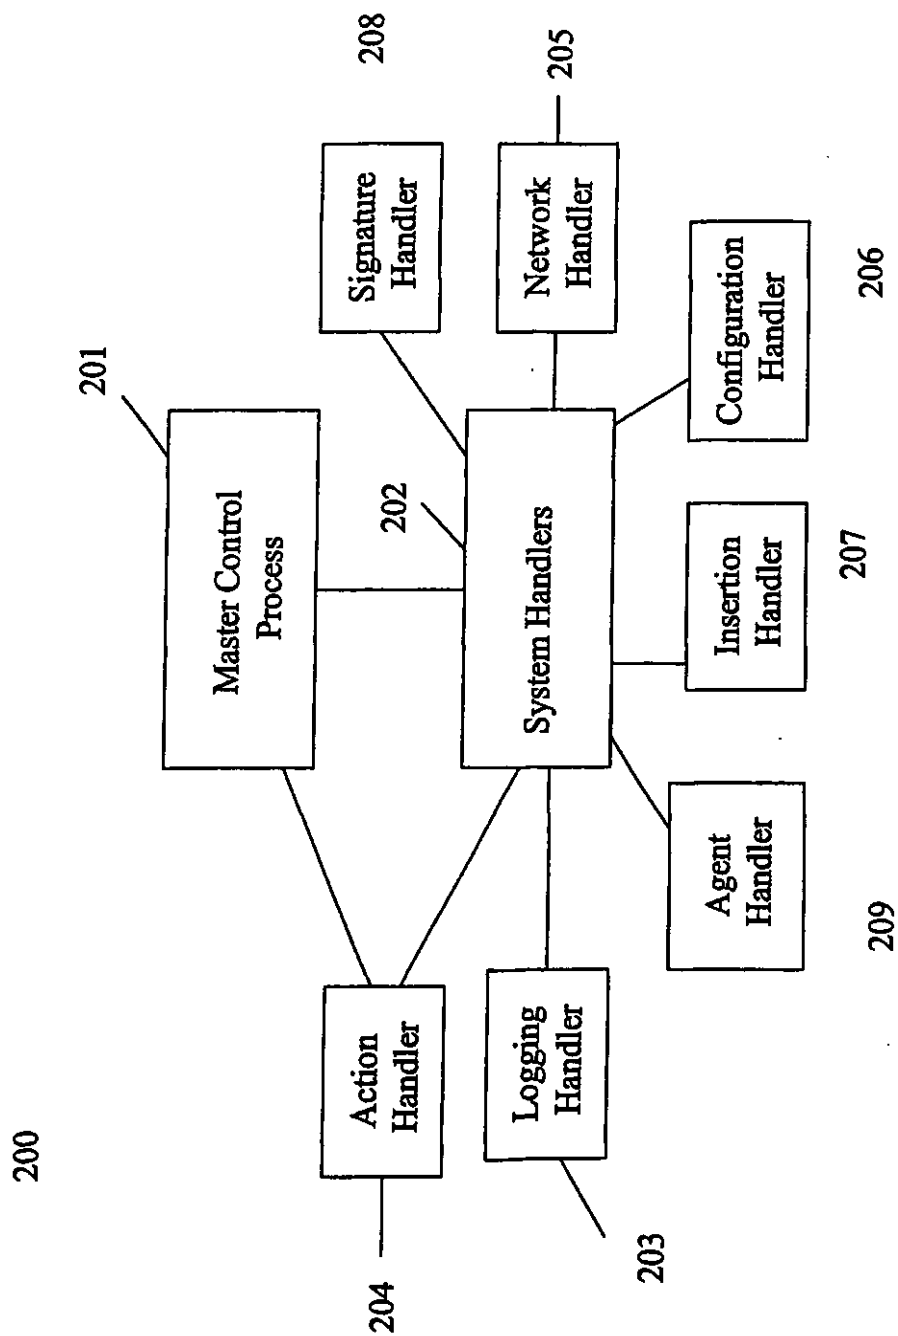 200
201
Master Control
Process
208
Signature
Handler
202
System Handlers
205
Network
Handler
204
Action
Handler
203
Logging
Handler
209
Agent
Handler
207
Insertion
Handler
206
Configuration
Handler